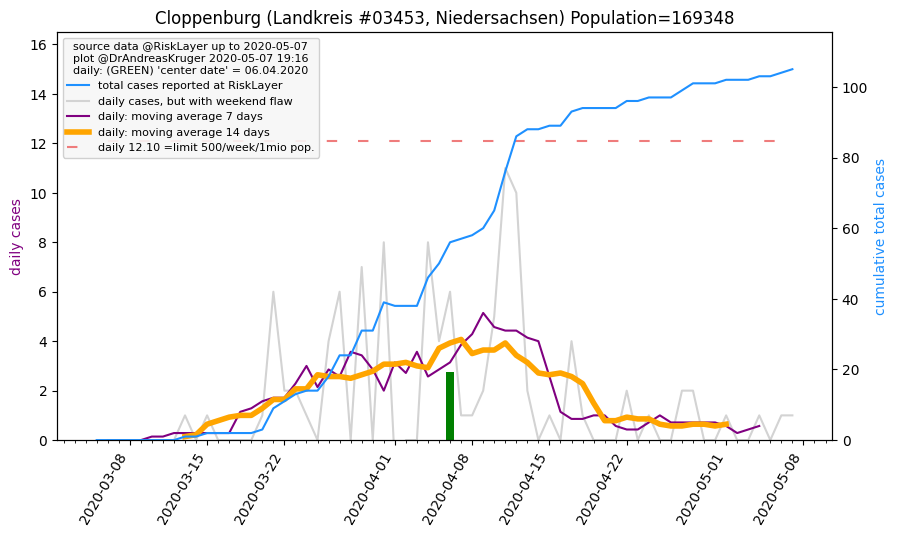 Cloppenburg (Landkreis #03453, Niedersachsen) Population=169348
source data @RiskLayer up to 2020-05-07
plot @DrAndreasKruger 2020-05-07 19:16
daily: (GREEN) 'center date' = 06.04.2020
total cases reported at RiskLayer
daily cases, but with weekend flaw
daily: moving average 7 days
daily: moving average 14 days
daily 12.10 =limit 500/week/1mio pop.
daily cases
16
14
12
10
8
6
4
2
0
cumulative total cases
100
80
60
40
20
0
2020-03-08
2020-03-15
2020-03-22
2020-04-01
2020-04-08
2020-04-15
2020-04-22
2020-05-01
2020-05-08